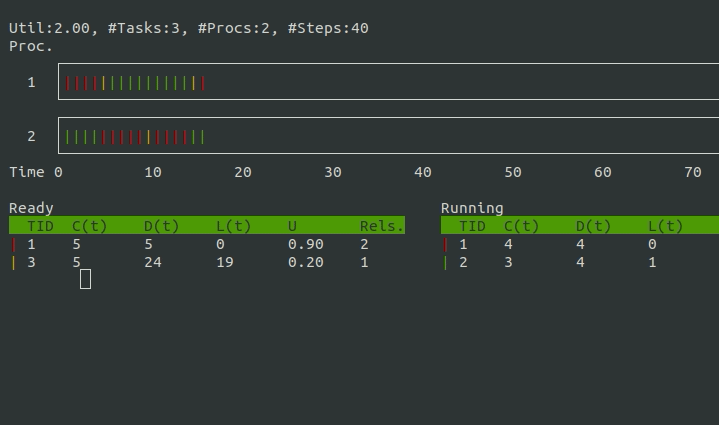 Util:2.00, #Tasks:3, #Procs:2, #Steps:40
Proc.
1
2
Time 0 10 20 30 40 50 60 70
Ready Running
TID C(t) D(t) L(t) U Rels. TID C(t) D(t) L(t)
1 5 5 0 0.90 2 1 4 4 0
3 5 24 19 0.20 1 2 3 4 1